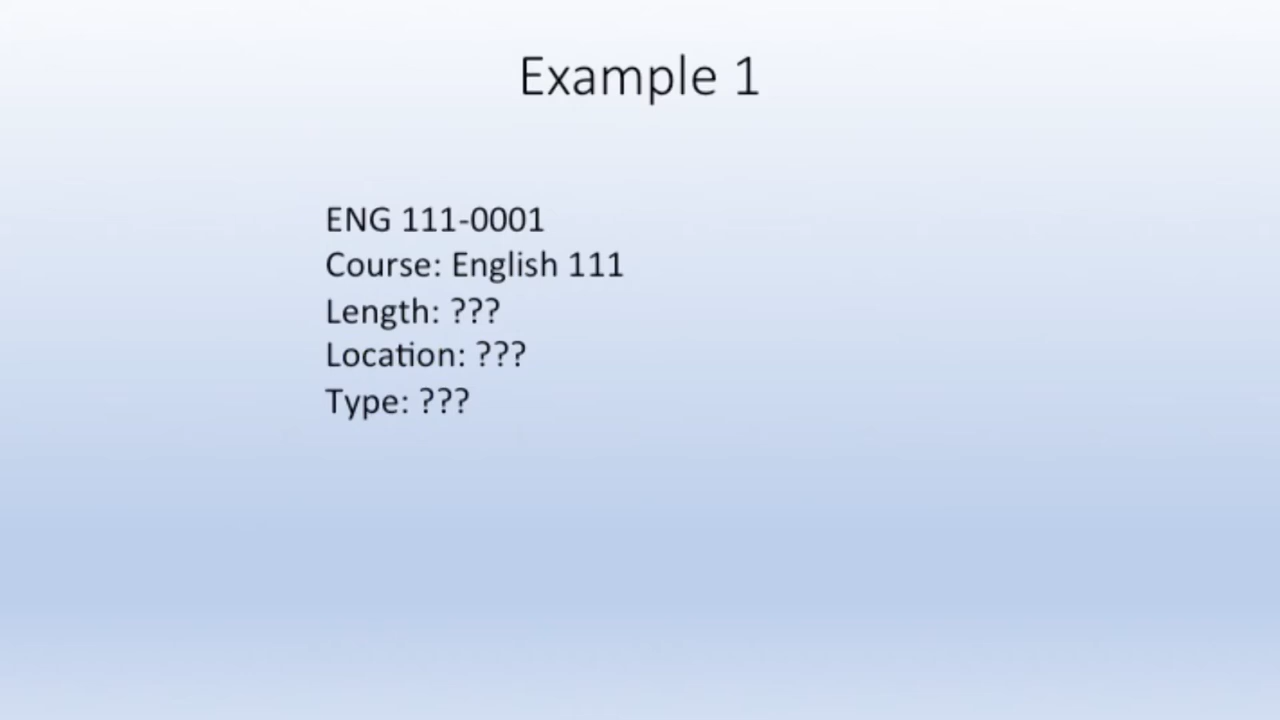 Example 1
ENG 111-0001
Course: English 111
Length: ???
Location: ???
Type: ???